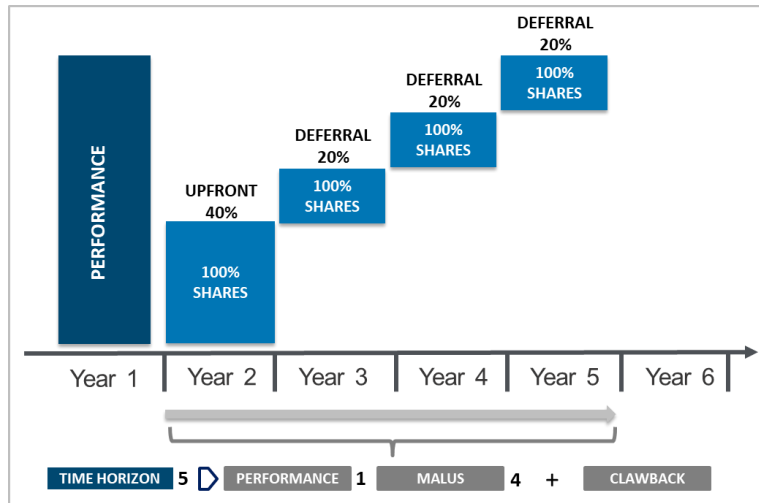 DEFERRAL
20%
100%
SHARES
DEFERRAL
20%
100%
SHARES
DEFERRAL
20%
100%
SHARES
UPFRONT
40%
100%
SHARES
PERFORMANCE
Year 1 Year 2 Year 3 Year 4 Year 5 Year 6
TIME HORIZON 5 PERFORMANCE 1 MALUS 4 + CLAWBACK